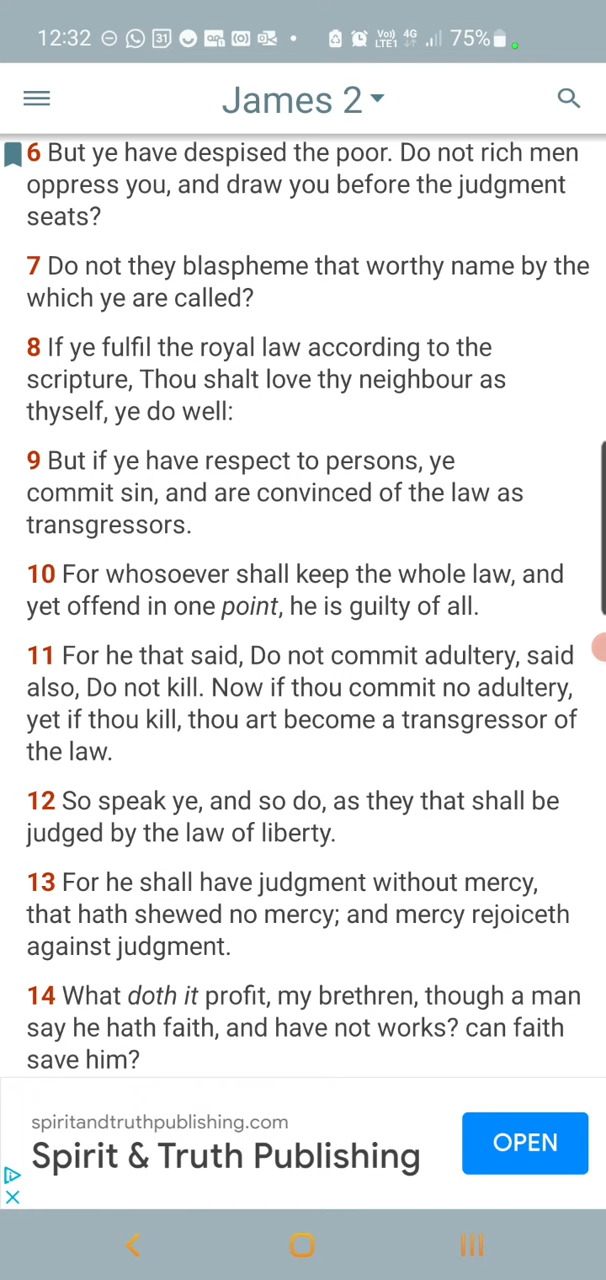 12:32 31 Vo)) LTE1 4G 75%
James 2
6 But ye have despised the poor. Do not rich men
oppress you, and draw you before the judgment
seats?
7 Do not they blaspheme that worthy name by the
which ye are called?
8 If ye fulfil the royal law according to the
scripture, Thou shalt love thy neighbour as
thyself, ye do well:
9 But if ye have respect to persons, ye
commit sin, and are convinced of the law as
transgressors.
10 For whosoever shall keep the whole law, and
yet offend in one point, he is guilty of all.
11 For he that said, Do not commit adultery, said
also, Do not kill. Now if thou commit no adultery,
yet if thou kill, thou art become a transgressor of
the law.
12 So speak ye, and so do, as they that shall be
judged by the law of liberty.
13 For he shall have judgment without mercy,
that hath shewed no mercy; and mercy rejoiceth
against judgment.
14 What doth it profit, my brethren, though a man
say he hath faith, and have not works? can faith
save him?
spiritandtruthpublishing.com
Spirit & Truth Publishing
OPEN